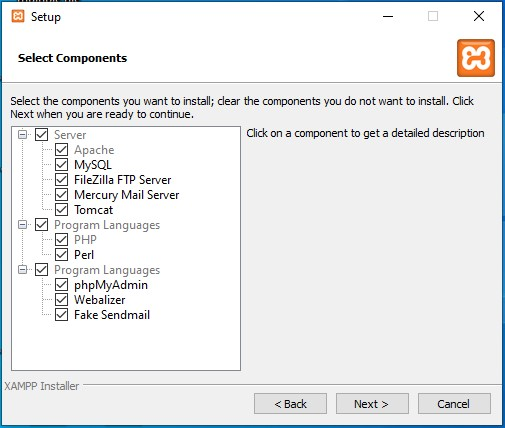 Setup
Select Components
Select the components you want to install; clear the components you do not want to install. Click
Next when you are ready to continue.
Server
Apache
MySQL
FileZilla FTP Server
Mercury Mail Server
Tomcat
Program Languages
PHP
Perl
Program Languages
phpMyAdmin
Webalizer
Fake Sendmail
Click on a component to get a detailed description
XAMPP Installer
< Back
Next >
Cancel